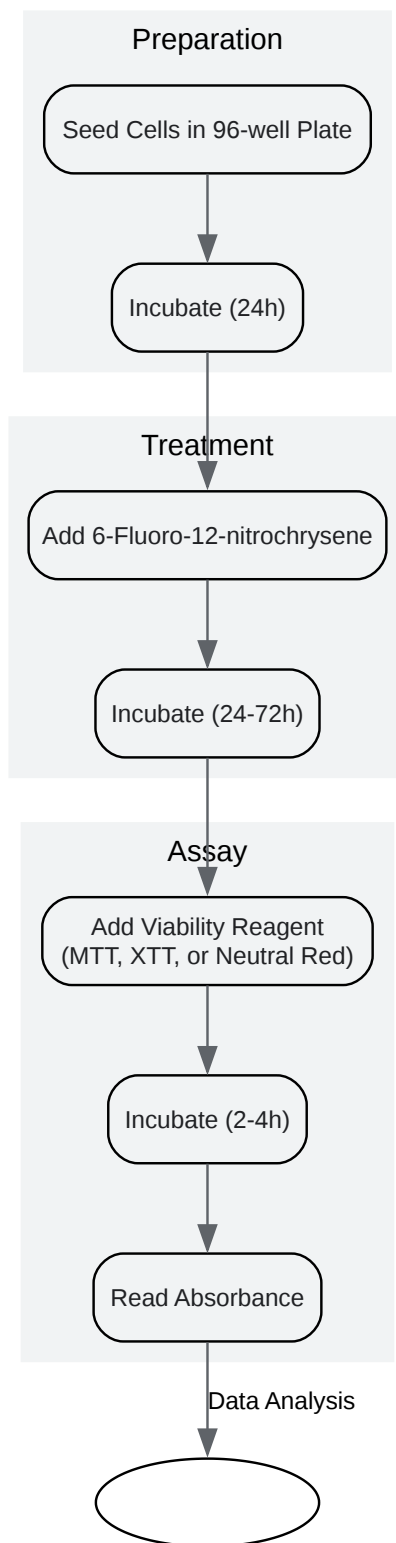 Preparation
Seed Cells in 96-well Plate
Incubate (24h)
Treatment
Add 6-Fluoro-12-nitrochrysene
Incubate (24-72h)
Assay
Add Viability Reagent
(MTT, XTT, or Neutral Red)
Incubate (2-4h)
Read Absorbance
Data Analysis